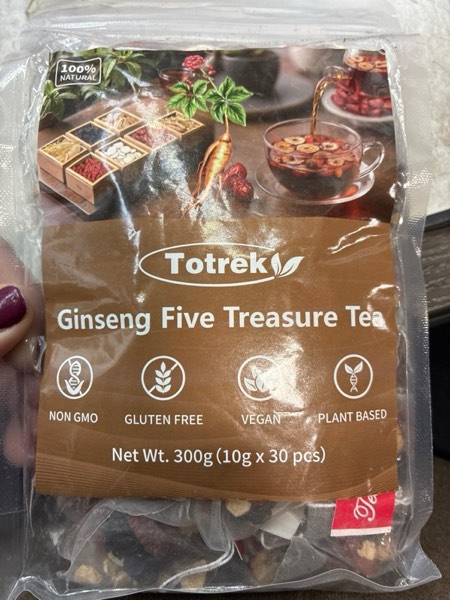 100%
NATURAL
Totrek
Ginseng Five Treasure Tea
NON GMO
GLUTEN FREE
VEGAN
PLANT BASED
Net Wt. 300g (10g x 30 pcs)